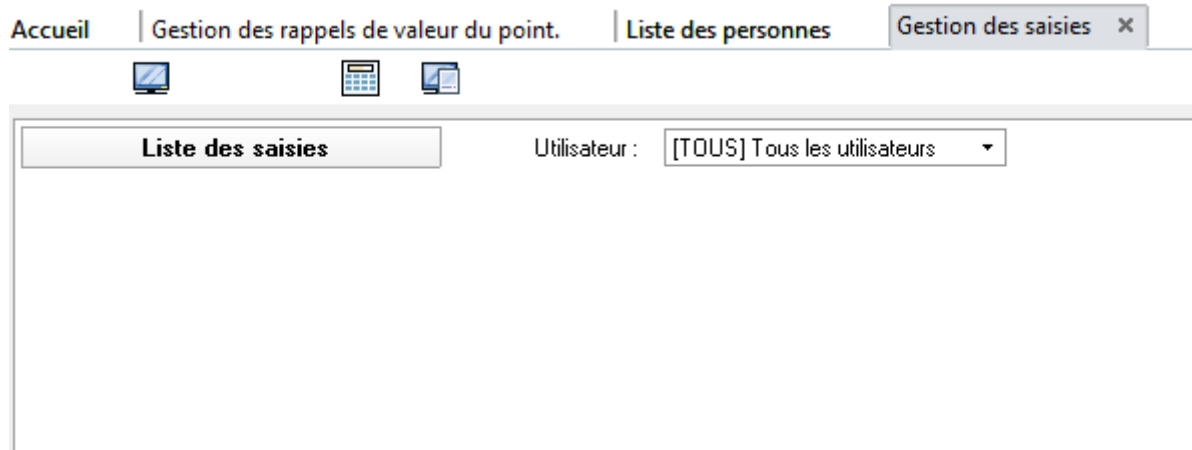 Accueil Gestion des rappels de valeur du point. Liste des personnes Gestion des saisies ×
Liste des saisies Utilisateur : [TOUS] Tous les utilisateurs